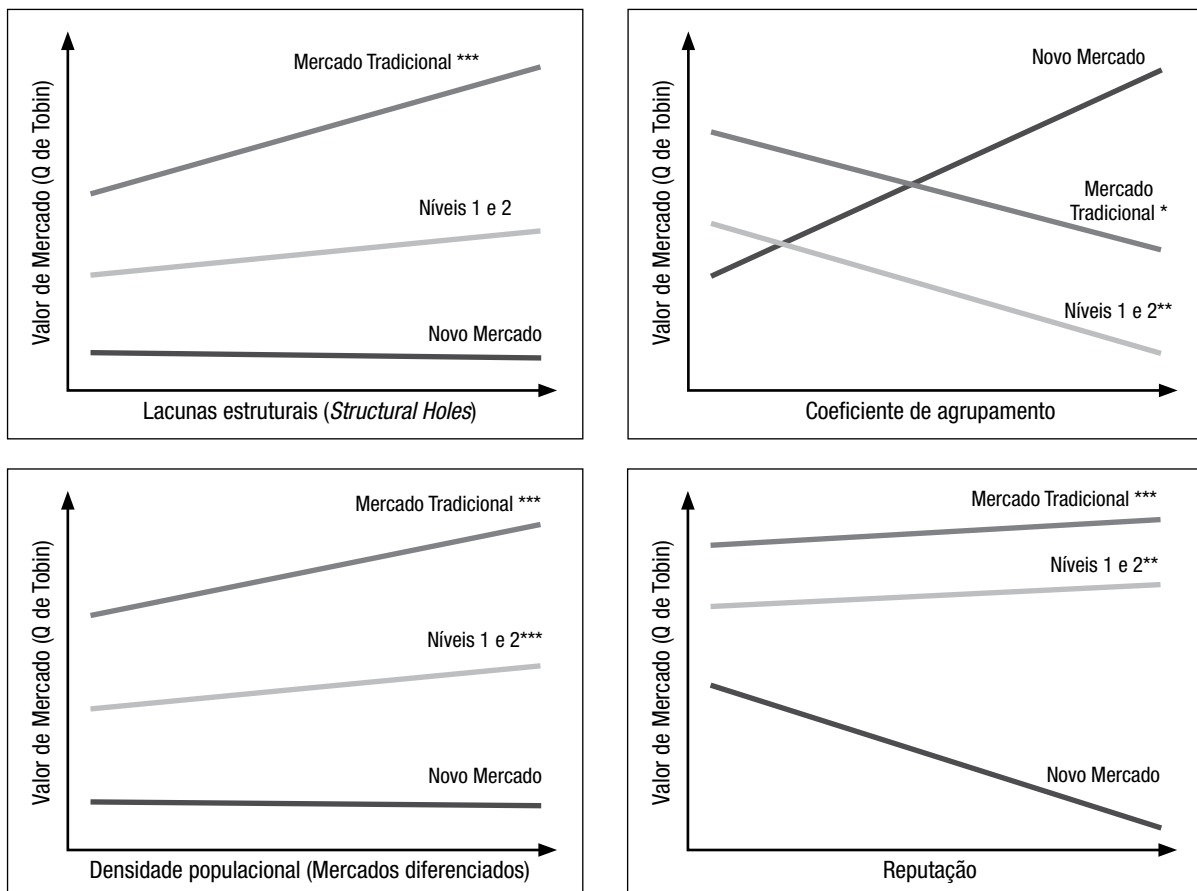 Valor de Mercado (Q de Tobin)
Mercado Tradicional ***
Níveis 1 e 2
Novo Mercado
Lacunas estruturais (Structural Holes)
Valor de Mercado (Q de Tobin)
Novo Mercado
Mercado
Tradicional *
Níveis 1 e 2**
Coeficiente de agrupamento
Valor de Mercado (Q de Tobin)
Mercado Tradicional ***
Níveis 1 e 2***
Novo Mercado
Densidade populacional (Mercados diferenciados)
Valor de Mercado (Q de Tobin)
Mercado Tradicional ***
Níveis 1 e 2**
Novo Mercado
Reputação